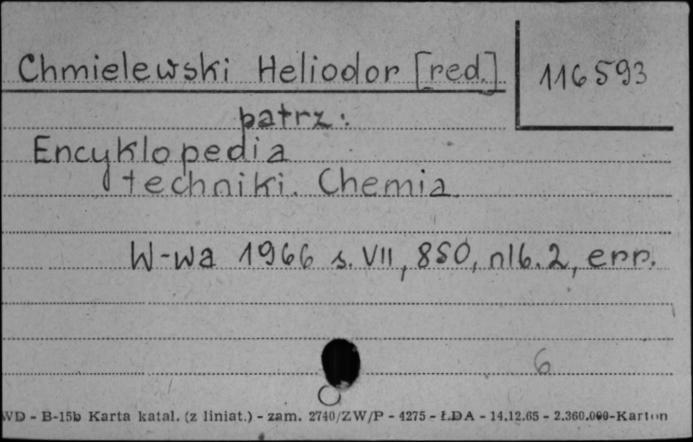 Chmielewski Heliodor [red.]
116593
patrz:
Encyklopedia
techniki. Chemia
W-wa 1966 s. VII, 850, nlb. 2, err.
6
WD - B-15b Karta katal. (z liniat.) - zam. 2740/ZW/P - 4275 - ŁDA - 14.12.65 - 2.360.000-Karton